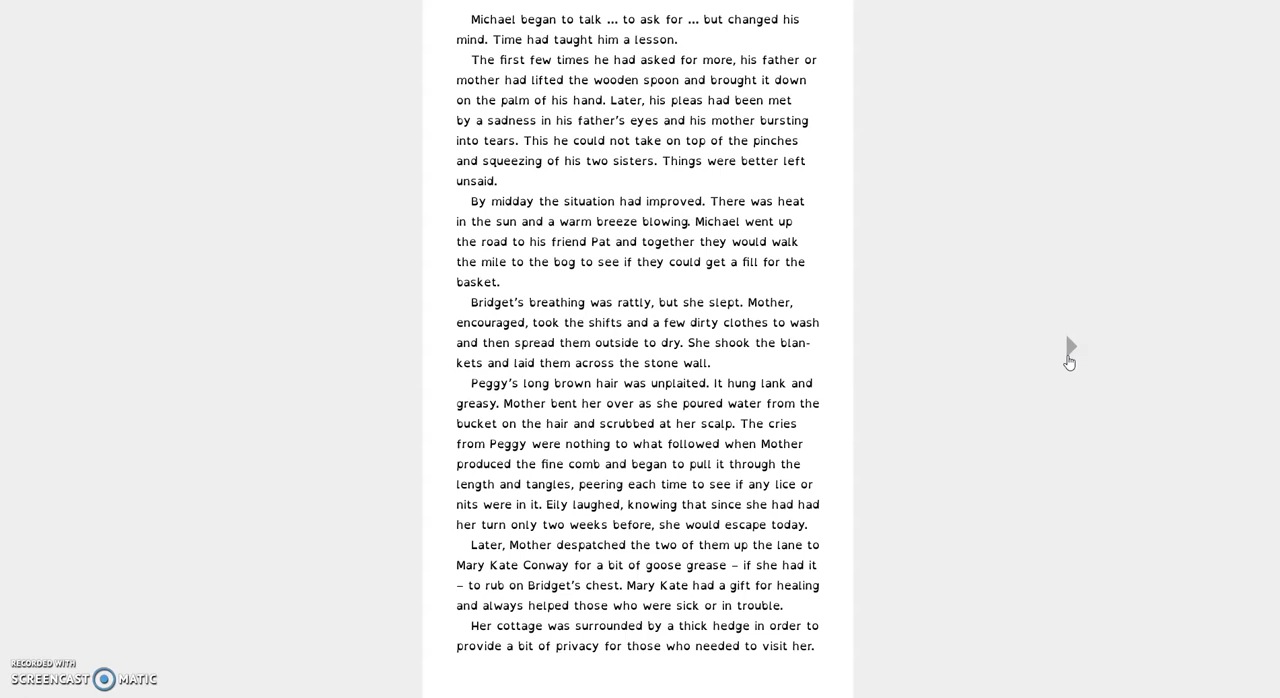 Michael began to talk ... to ask for ... but changed his
mind. Time had taught him a lesson.
The first few times he had asked for more, his father or
mother had lifted the wooden spoon and brought it down
on the palm of his hand. Later, his pleas had been met
by a sadness in his father's eyes and his mother bursting
into tears. This he could not take on top of the pinches
and squeezing of his two sisters. Things were better left
unsaid.
By midday the situation had improved. There was heat
in the sun and a warm breeze blowing. Michael went up
the road to his friend Pat and together they would walk
the mile to the bog to see if they could get a fill for the
basket.
Bridget's breathing was rattly, but she slept. Mother,
encouraged, took the shifts and a few dirty clothes to wash
and then spread them outside to dry. She shook the blan-
kets and laid them across the stone wall.
Peggy's long brown hair was unplaited. It hung lank and
greasy. Mother bent her over as she poured water from the
bucket on the hair and scrubbed at her scalp. The cries
from Peggy were nothing to what followed when Mother
produced the fine comb and began to pull it through the
length and tangles, peering each time to see if any lice or
nits were in it. Eily laughed, knowing that since she had had
her turn only two weeks before, she would escape today.
Later, Mother despatched the two of them up the lane to
Mary Kate Conway for a bit of goose grease – if she had it
– to rub on Bridget's chest. Mary Kate had a gift for healing
and always helped those who were sick or in trouble.
Her cottage was surrounded by a thick hedge in order to
provide a bit of privacy for those who needed to visit her.
RECORDED WITH
SCREENCAST MATIC